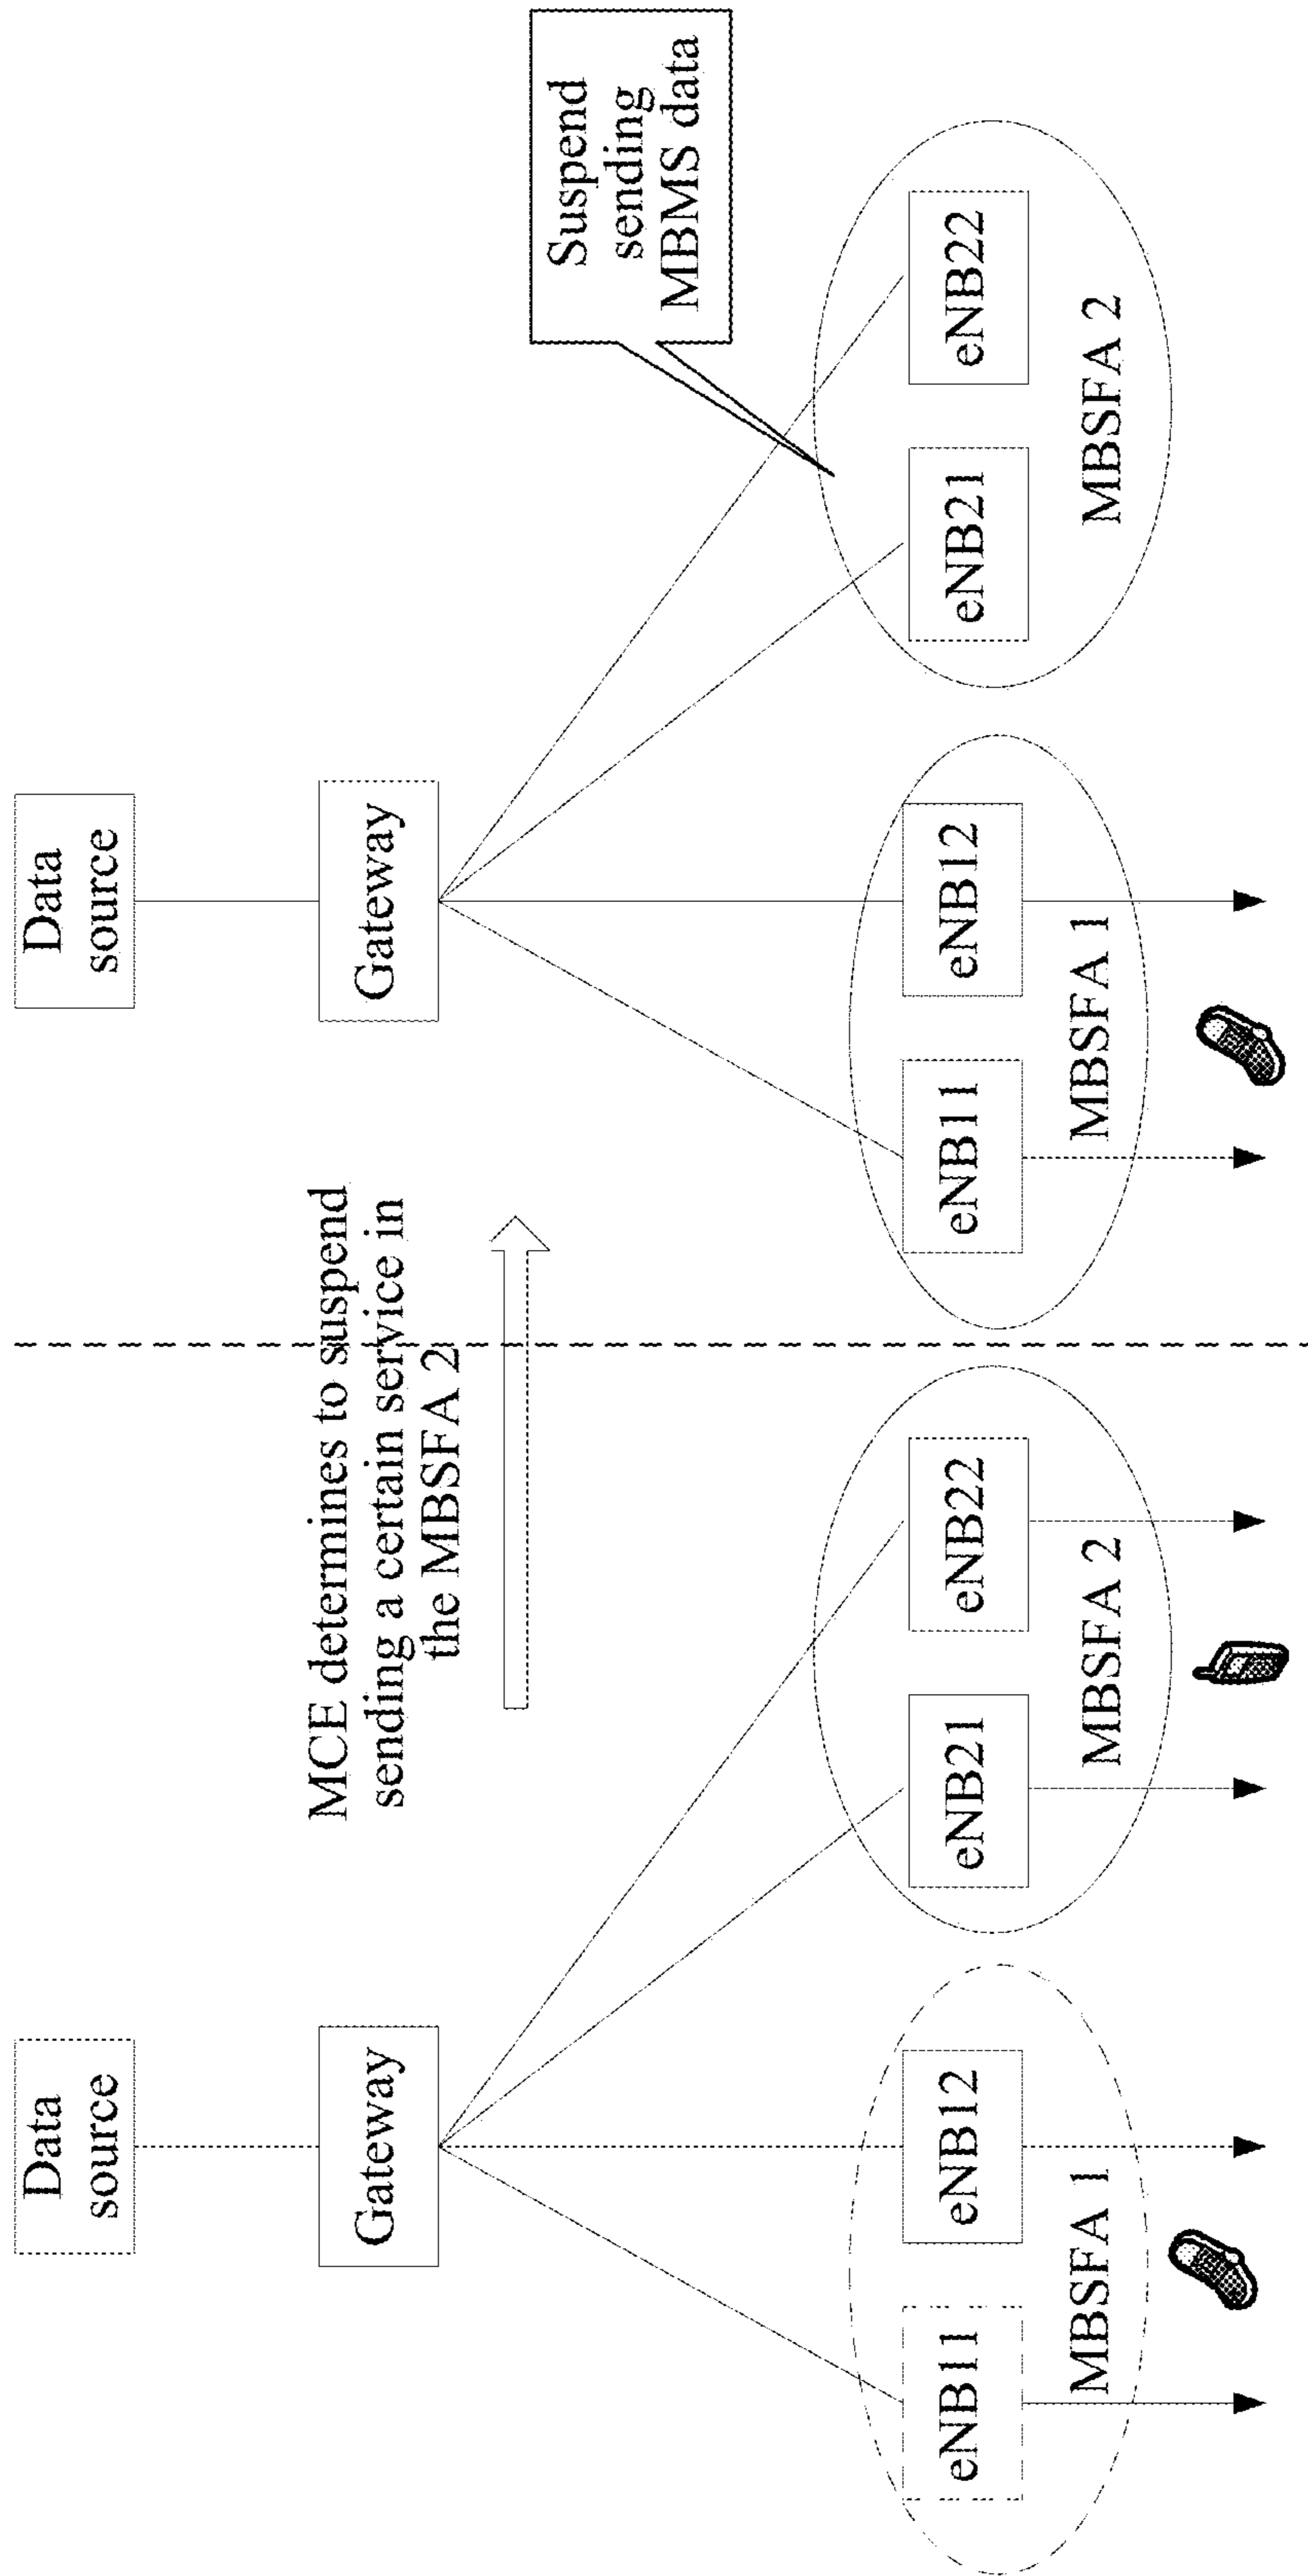 Data
source
Gateway
eNB11
eNB12
MBSFA 1
eNB21
eNB22
MBSFA 2
MCE determines to suspend
sending a certain service in
the MBSFA 2
Data
source
Gateway
eNB11
eNB12
MBSFA 1
eNB21
eNB22
MBSFA 2
Suspend
sending
MBMS data